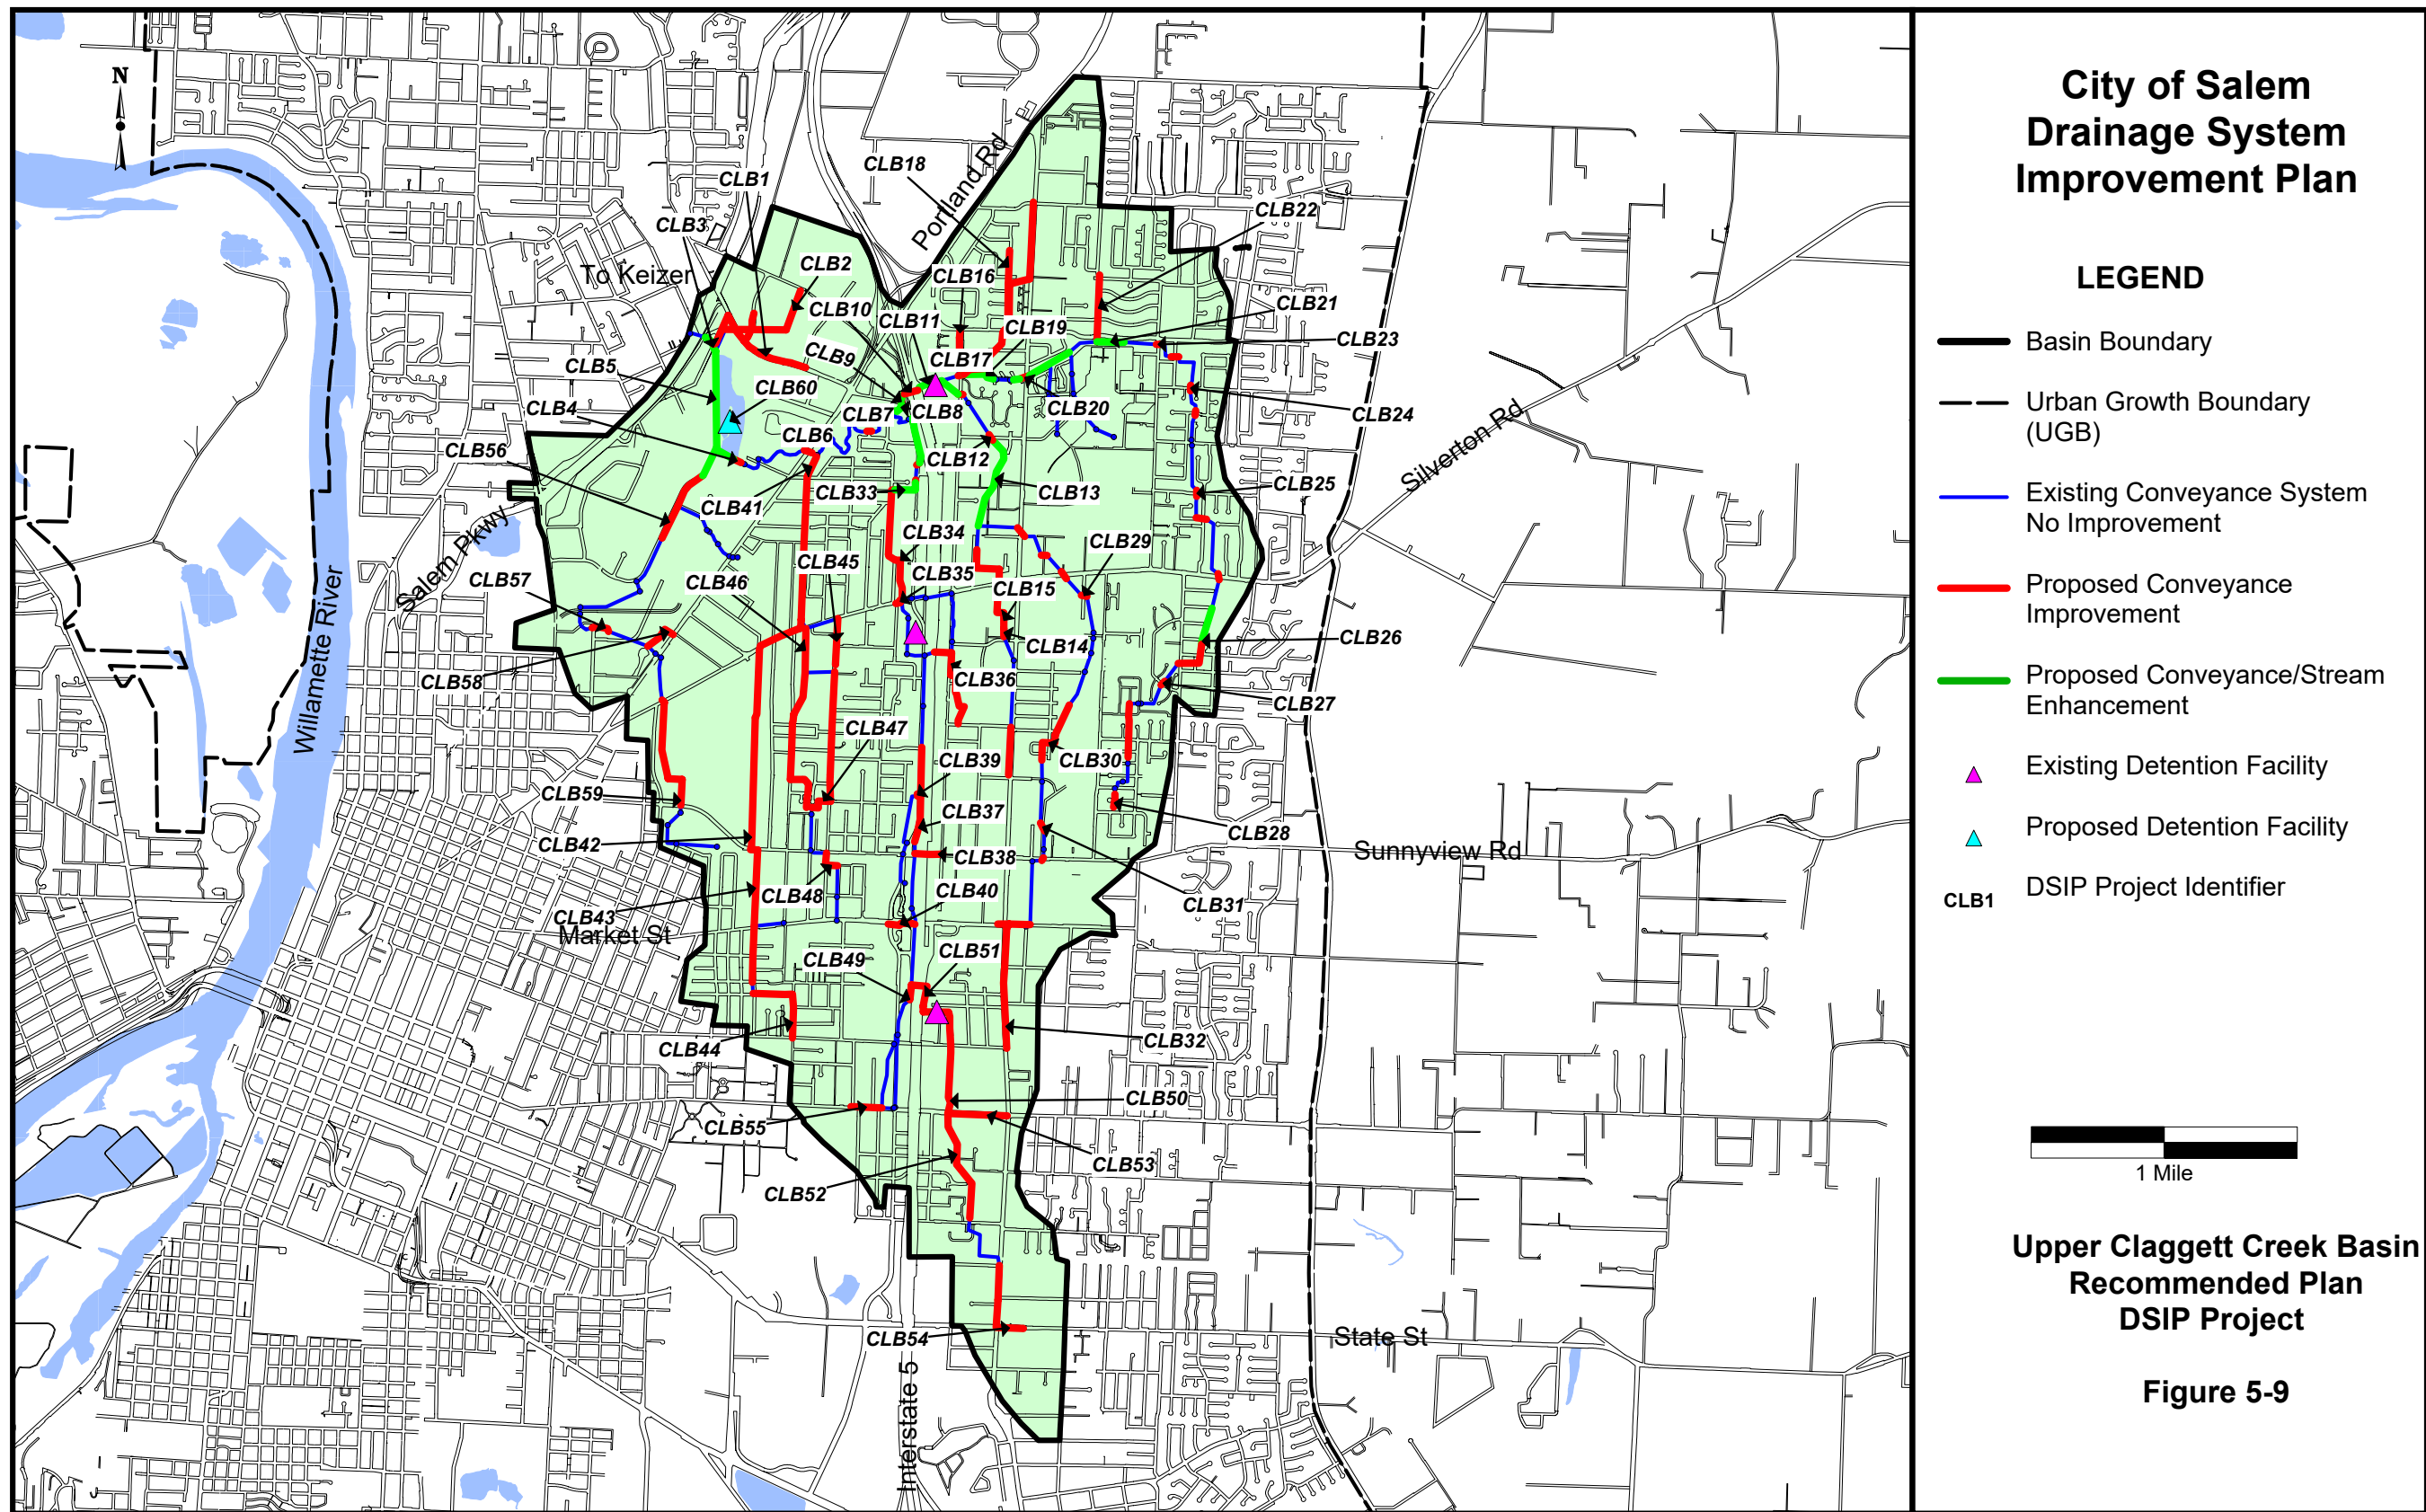 N
CLB18
CLB1
Portland Rd
CLB3
CLB22
To Keizer
CLB2
CLB16
CLB10
CLB11
CLB21
CLB19
CLB23
CLB9
CLB17
CLB5
CLB60
CLB4
CLB7
CLB8
CLB20
CLB24
CLB6
CLB56
CLB12
Silverton Rd
CLB33
CLB13
CLB25
CLB41
Salem Pkwy
CLB34
CLB29
CLB45
CLB35
CLB57
CLB46
CLB15
Willamette River
CLB14
CLB26
CLB58
CLB36
CLB27
CLB47
CLB39
CLB30
CLB59
CLB37
CLB28
CLB42
CLB38
Sunnyview Rd
CLB48
CLB40
CLB31
CLB43
Market St
CLB49
CLB51
CLB44
CLB32
CLB50
CLB55
CLB53
CLB52
CLB54
State St
Interstate 5
City of Salem
Drainage System
Improvement Plan
LEGEND
Basin Boundary
Urban Growth Boundary
(UGB)
Existing Conveyance System
No Improvement
Proposed Conveyance
Improvement
Proposed Conveyance/Stream
Enhancement
Existing Detention Facility
Proposed Detention Facility
CLB1 DSIP Project Identifier
1 Mile
Upper Claggett Creek Basin
Recommended Plan
DSIP Project
Figure 5-9